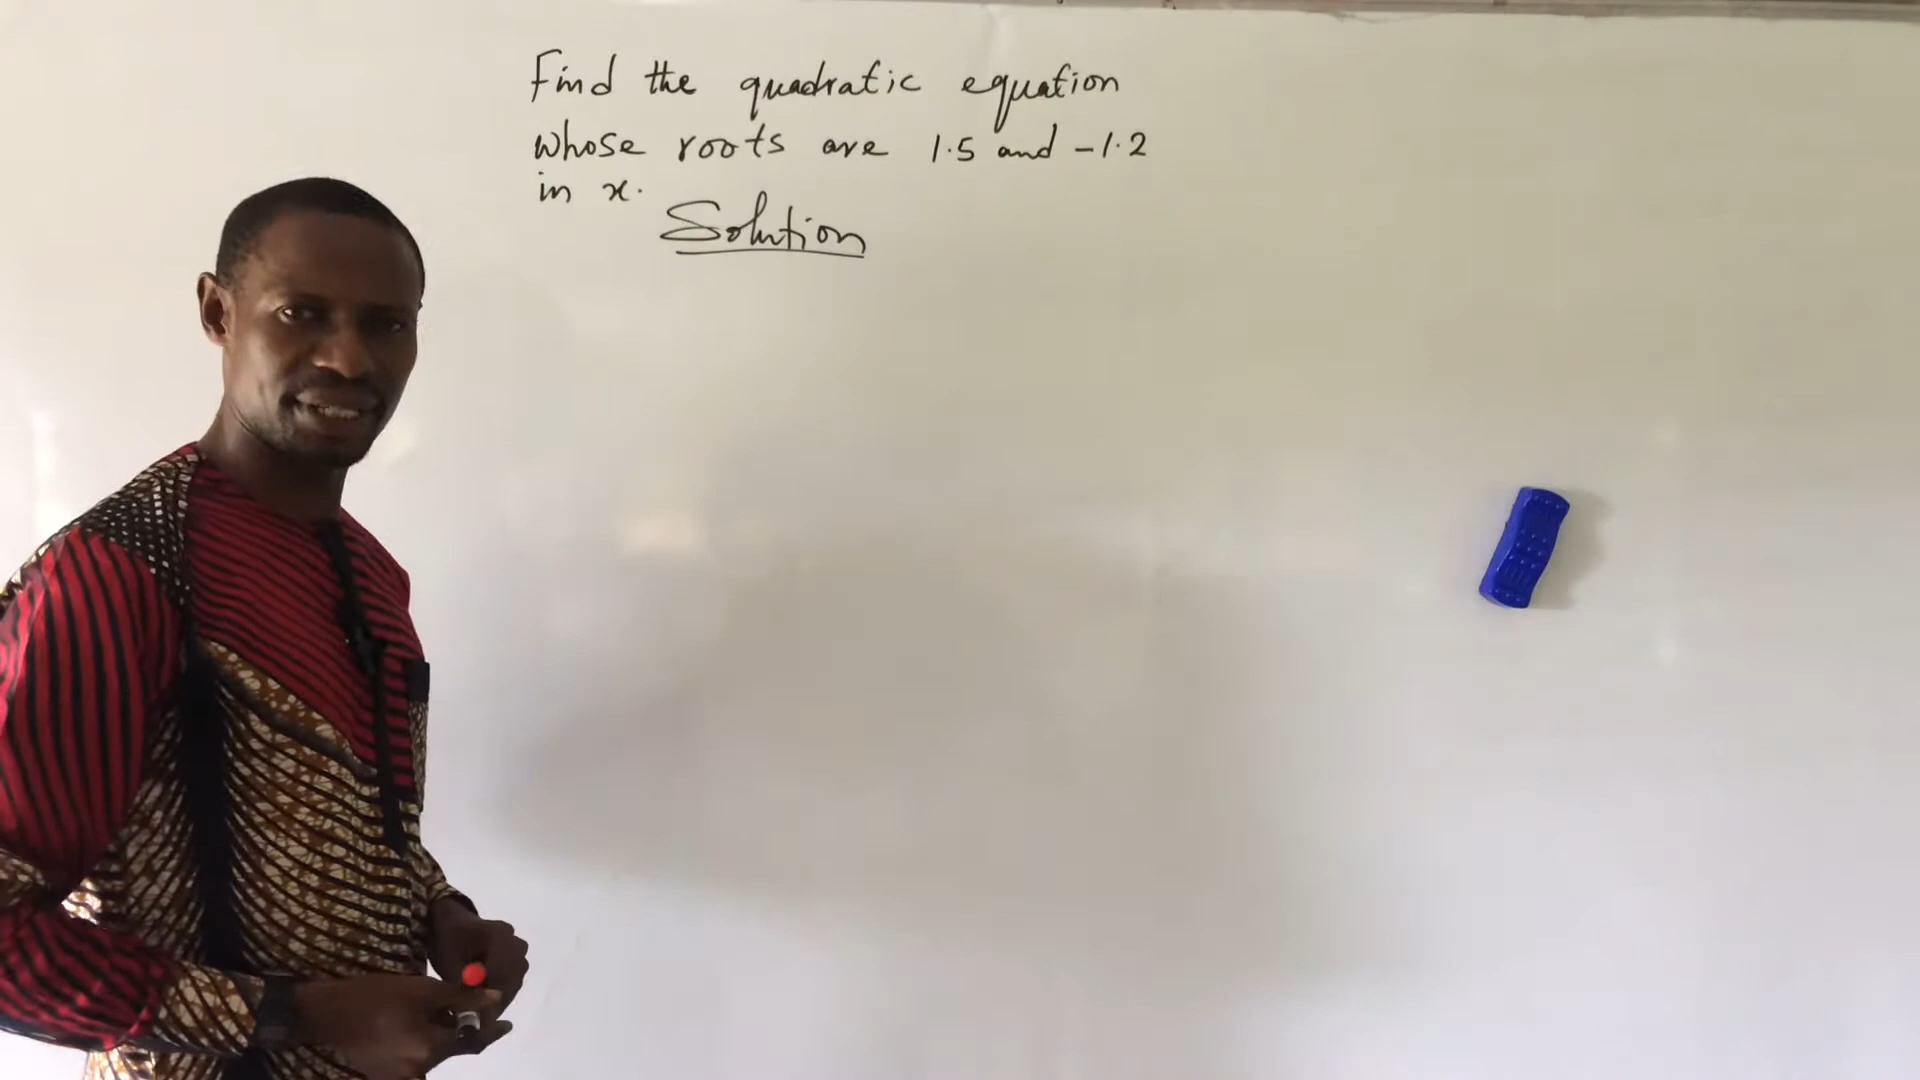 Find the quadratic equation
whose roots are 1.5 and -1.2
in x.
Solution